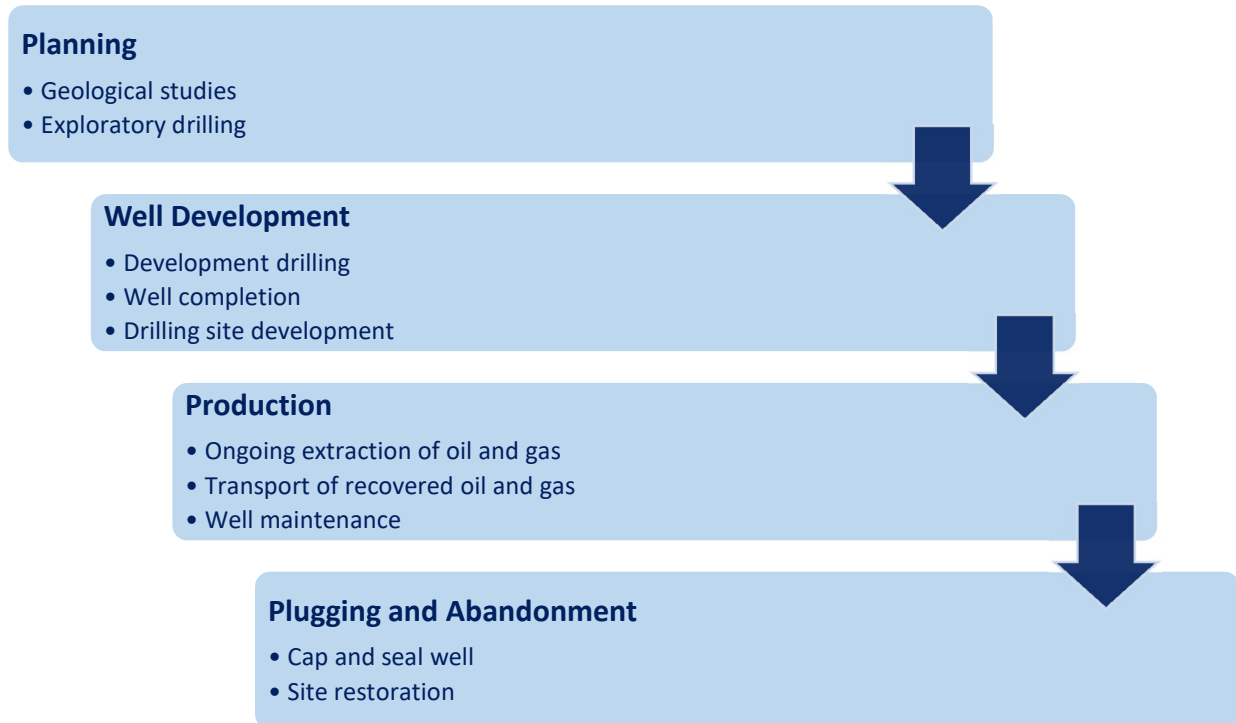 Planning
• Geological studies
• Exploratory drilling
Well Development
• Development drilling
• Well completion
• Drilling site development
Production
• Ongoing extraction of oil and gas
• Transport of recovered oil and gas
• Well maintenance
Plugging and Abandonment
• Cap and seal well
• Site restoration